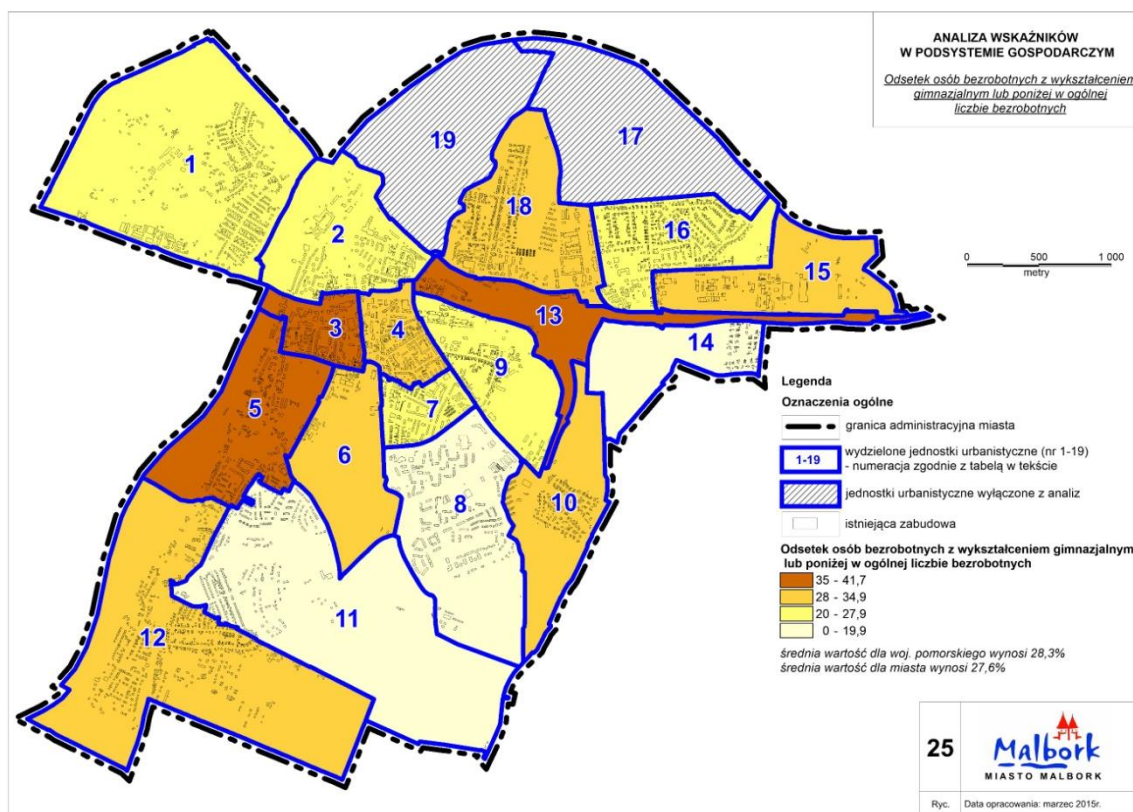 ANALIZA WSKAŹNIKÓW
W PODSYSTEMIE GOSPODARCZYM
Odsetek osób bezrobotnych z wykształceniem
gimnazjalnym lub poniżej w ogólnej
liczbie bezrobotnych
1
19
17
2
18
16
15
0 500 1 000
metry
3
4
13
14
9
5
7
6
8
10
11
12
Legenda
Oznaczenia ogólne
granica administracyjna miasta
1-19
wydzielone jednostki urbanistyczne (nr 1-19)
- numeracja zgodnie z tabelą w tekście
jednostki urbanistyczne wyłączone z analiz
istniejąca zabudowa
Odsetek osób bezrobotnych z wykształceniem gimnazjalnym
lub poniżej w ogólnej liczbie bezrobotnych
35 - 41,7
28 - 34,9
20 - 27,9
0 - 19,9
średnia wartość dla woj. pomorskiego wynosi 28,3%
średnia wartość dla miasta wynosi 27,6%
25
Malbork
MIASTO MALBORK
Ryc.
Data opracowania: marzec 2015r.